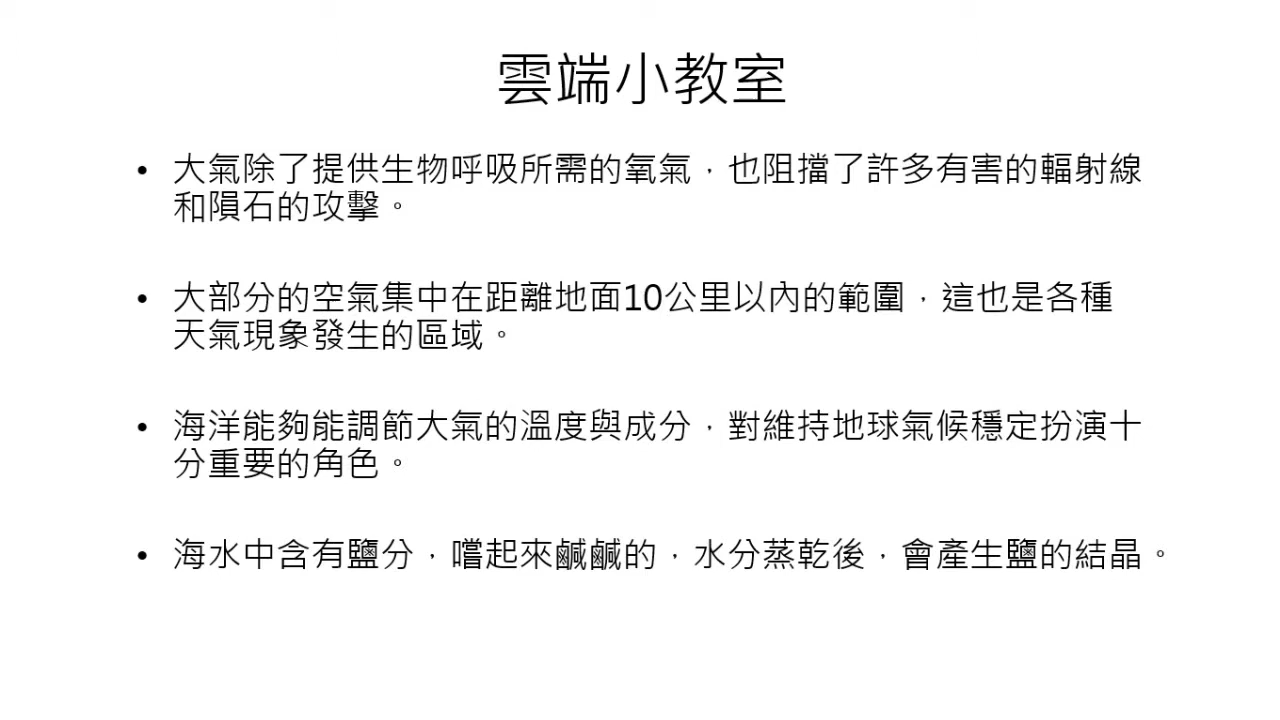 雲端小教室
• 大氣除了提供生物呼吸所需的氧氣，也阻擋了許多有害的輻射線
和隕石的攻擊。
• 大部分的空氣集中在距離地面10公里以內的範圍，這也是各種
天氣現象發生的區域。
• 海洋能夠能調節大氣的溫度與成分，對維持地球氣候穩定扮演十
分重要的角色。
• 海水中含有鹽分，嚐起來鹹鹹的，水分蒸乾後，會產生鹽的結晶。